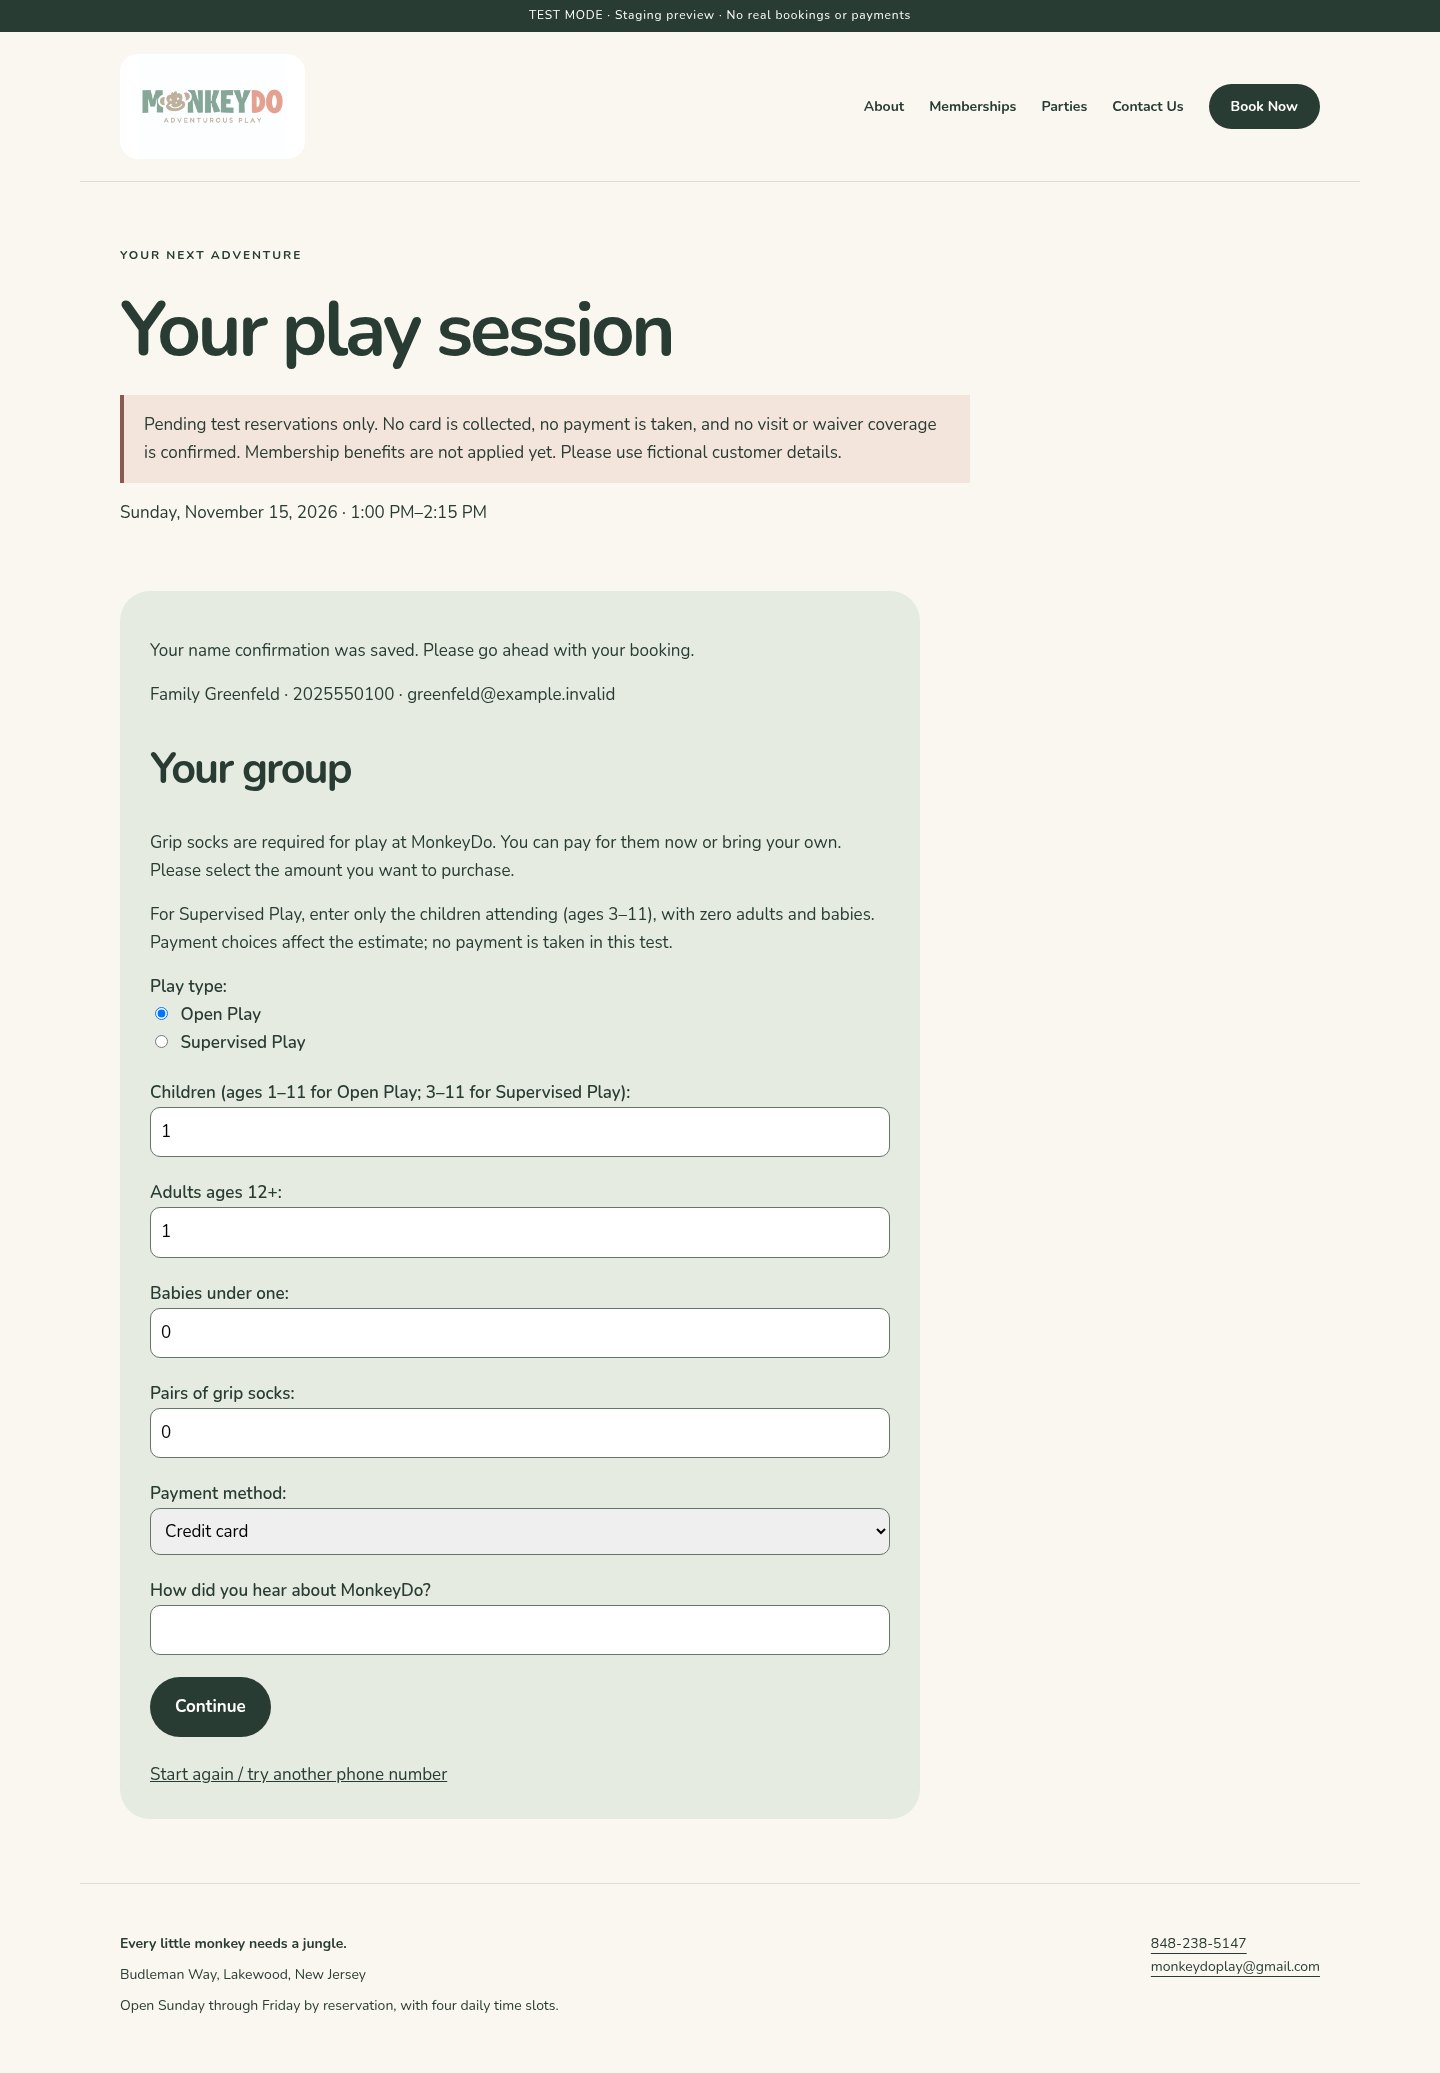 TEST MODE · Staging preview · No real bookings or payments
MONKEYDO
ADVENTUROUS PLAY
About
Memberships
Parties
Contact Us
Book Now
YOUR NEXT ADVENTURE
Your play session
Pending test reservations only. No card is collected, no payment is taken, and no visit or waiver coverage
is confirmed. Membership benefits are not applied yet. Please use fictional customer details.
Sunday, November 15, 2026 · 1:00 PM–2:15 PM
Your name confirmation was saved. Please go ahead with your booking.
Family Greenfeld · 2025550100 · greenfeld@example.invalid
Your group
Grip socks are required for play at MonkeyDo. You can pay for them now or bring your own.
Please select the amount you want to purchase.
For Supervised Play, enter only the children attending (ages 3–11), with zero adults and babies.
Payment choices affect the estimate; no payment is taken in this test.
Play type:
Open Play
Supervised Play
Children (ages 1–11 for Open Play; 3–11 for Supervised Play):
1
Adults ages 12+:
1
Babies under one:
0
Pairs of grip socks:
0
Payment method:
Credit card
How did you hear about MonkeyDo?
Continue
Start again / try another phone number
Every little monkey needs a jungle.
Budleman Way, Lakewood, New Jersey
Open Sunday through Friday by reservation, with four daily time slots.
848-238-5147
monkeydoplay@gmail.com